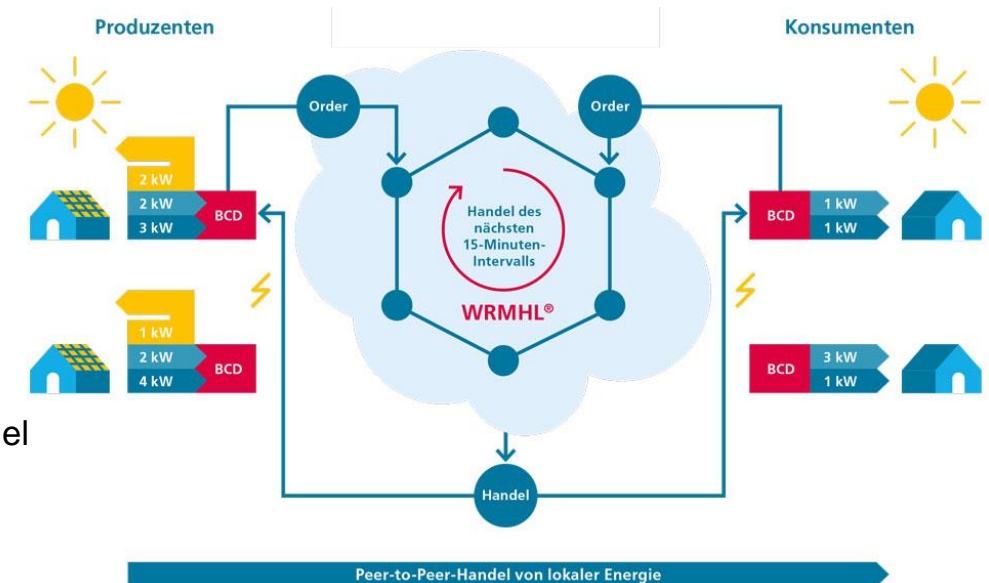 Produzenten
Konsumenten
Order
Order
2 kW
2 kW
3 kW
BCD
BCD
1 kW
1 kW
Handel des
nächsten
15-Minuten-
Intervalls
WRMHL®
1 kW
2 kW
4 kW
BCD
BCD
3 kW
1 kW
el
Handel
Peer-to-Peer-Handel von lokaler Energie